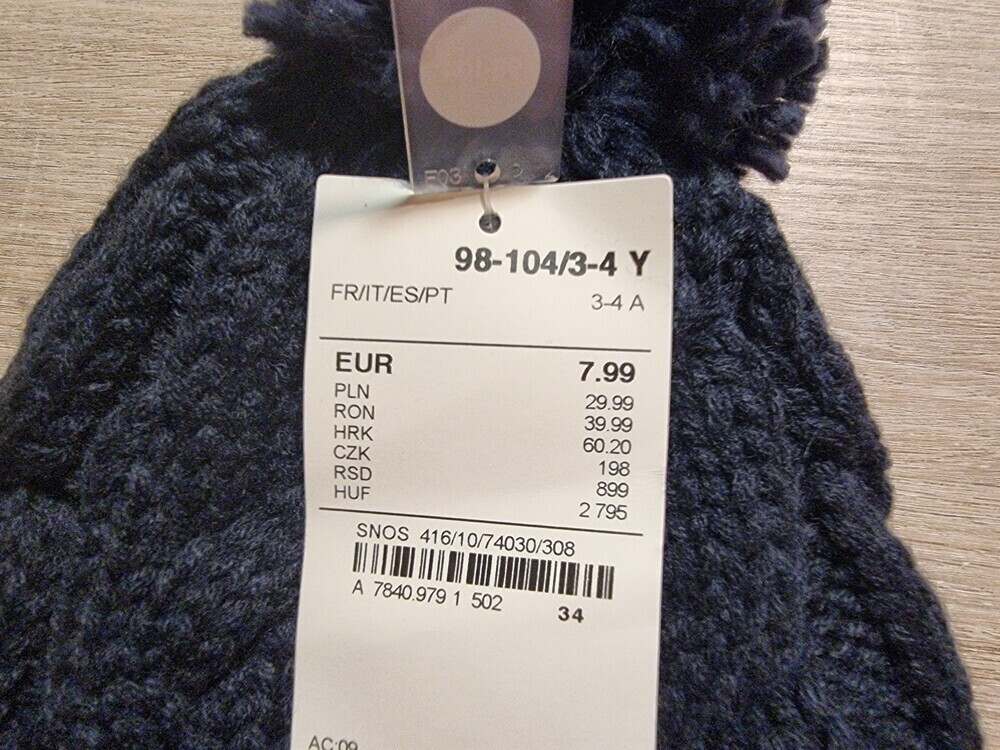 98-104/3-4 Y
FR/IT/ES/PT 3-4 A
EUR 7.99
PLN 29.99
RON 39.99
HRK 60.20
CZK 198
RSD 899
HUF 2 795
SNOS 416/10/74030/308
A 7840.979 1 502 34
AC:09